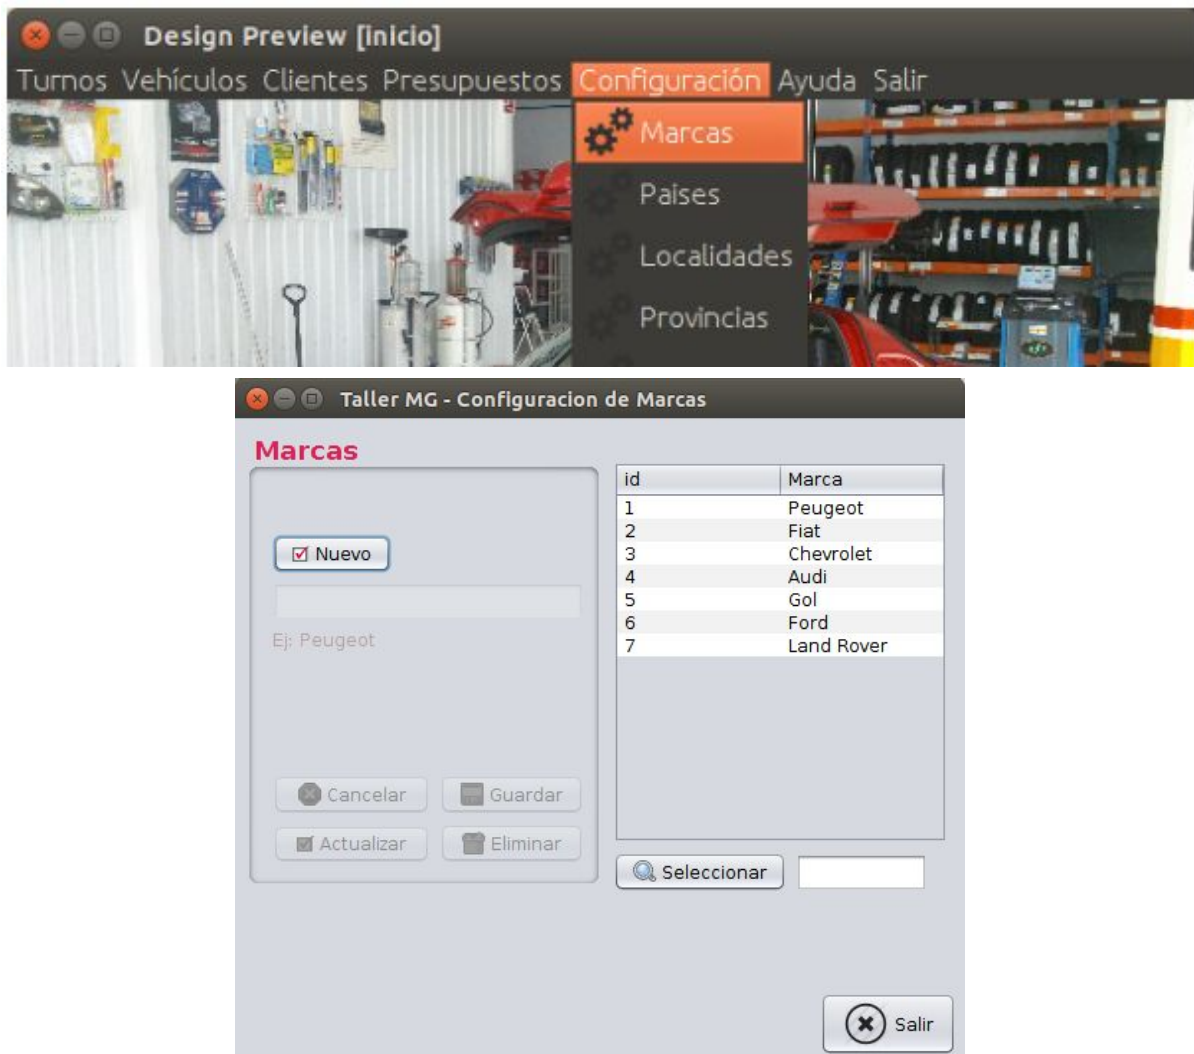 Design Preview [inicio]
Turnos Vehículos Clientes Presupuestos Configuración Ayuda Salir
Marcas
Paises
Localidades
Provincias
Taller MG - Configuracion de Marcas
Marcas
Nuevo
Ej: Peugeot
Cancelar Guardar
Actualizar Eliminar
id Marca
1 Peugeot
2 Fiat
3 Chevrolet
4 Audi
5 Gol
6 Ford
7 Land Rover
Seleccionar
Salir